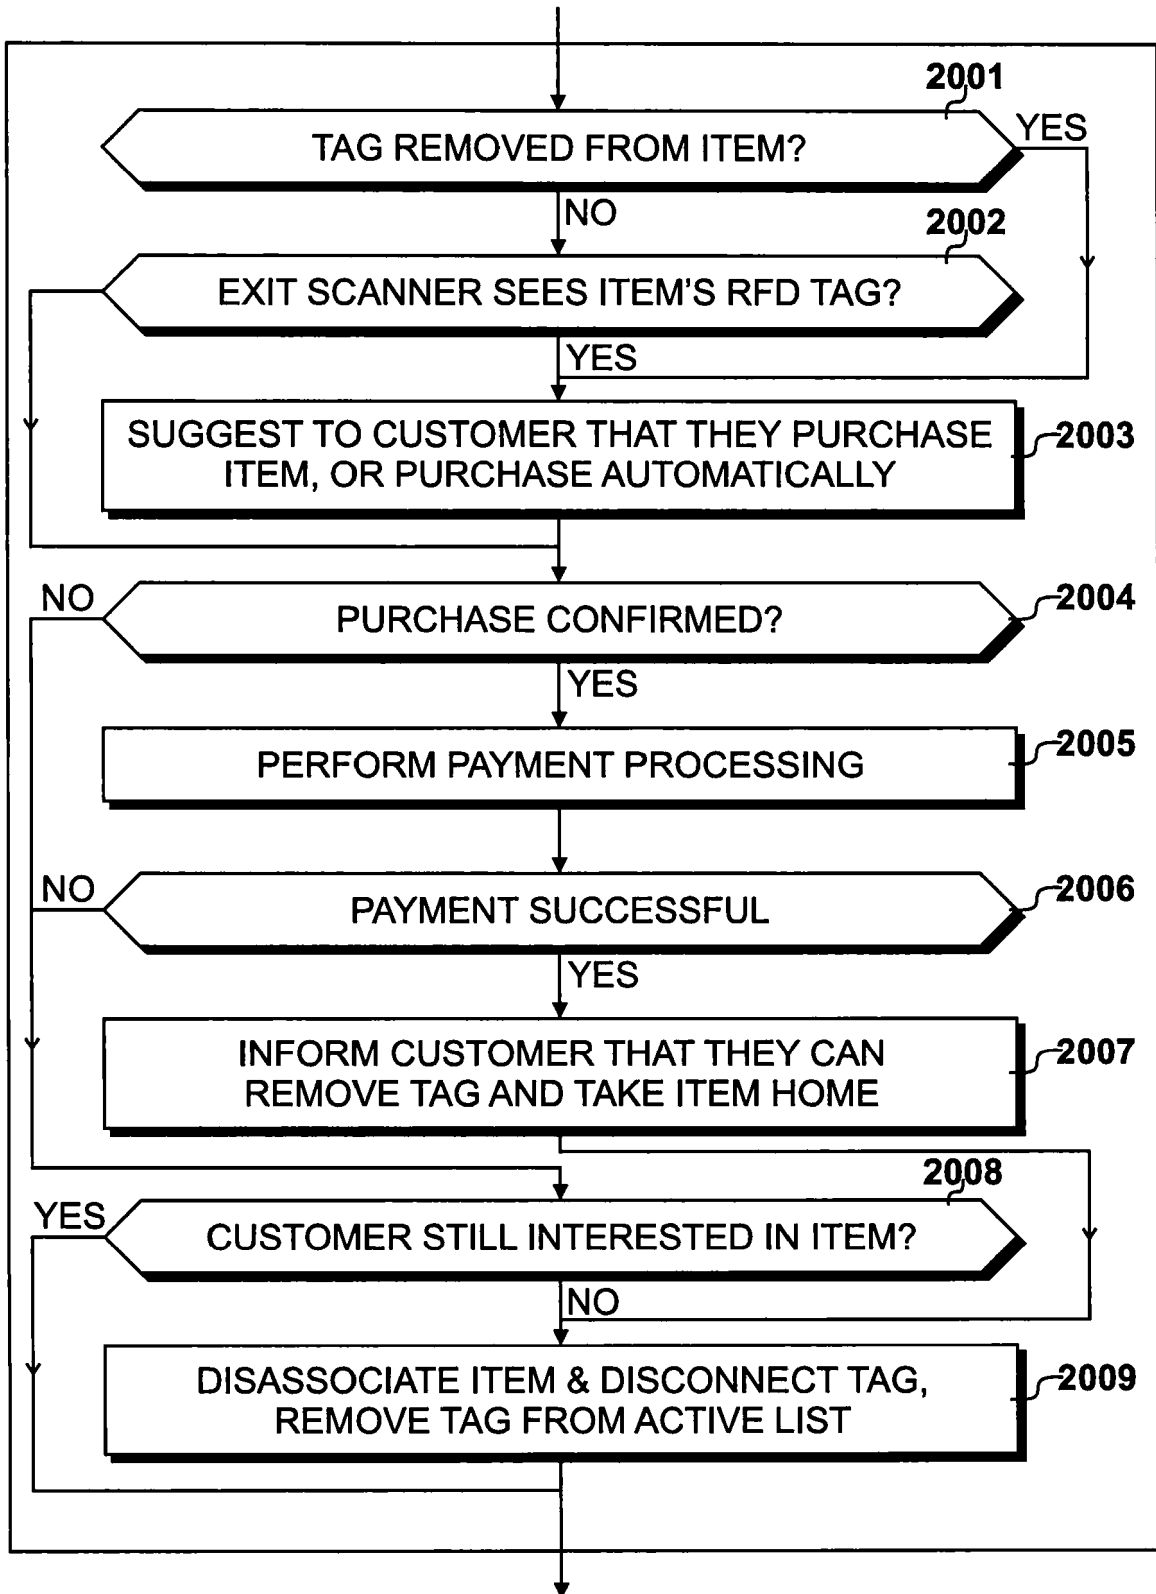 2001
TAG REMOVED FROM ITEM?
YES
NO
2002
EXIT SCANNER SEES ITEM'S RFD TAG?
YES
SUGGEST TO CUSTOMER THAT THEY PURCHASE
ITEM, OR PURCHASE AUTOMATICALLY
2003
NO
PURCHASE CONFIRMED?
2004
YES
PERFORM PAYMENT PROCESSING
2005
NO
PAYMENT SUCCESSFUL
2006
YES
INFORM CUSTOMER THAT THEY CAN
REMOVE TAG AND TAKE ITEM HOME
2007
2008
YES
CUSTOMER STILL INTERESTED IN ITEM?
NO
DISASSOCIATE ITEM & DISCONNECT TAG,
REMOVE TAG FROM ACTIVE LIST
2009